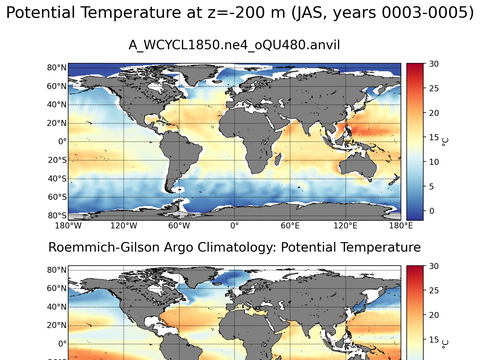 Potential Temperature at z=-200 m (JAS, years 0003-0005)
A_WCYCL1850.ne4_oQU480.anvil
80°N
60°N
40°N
20°N
0°
20°S
40°S
60°S
80°S
180°W 120°W 60°W 0° 60°E 120°E 180°E
30
25
20
15
10
5
0
°C
Roemmich-Gilson Argo Climatology: Potential Temperature
80°N
60°N
40°N
20°N
0°
30
25
20
15
°C